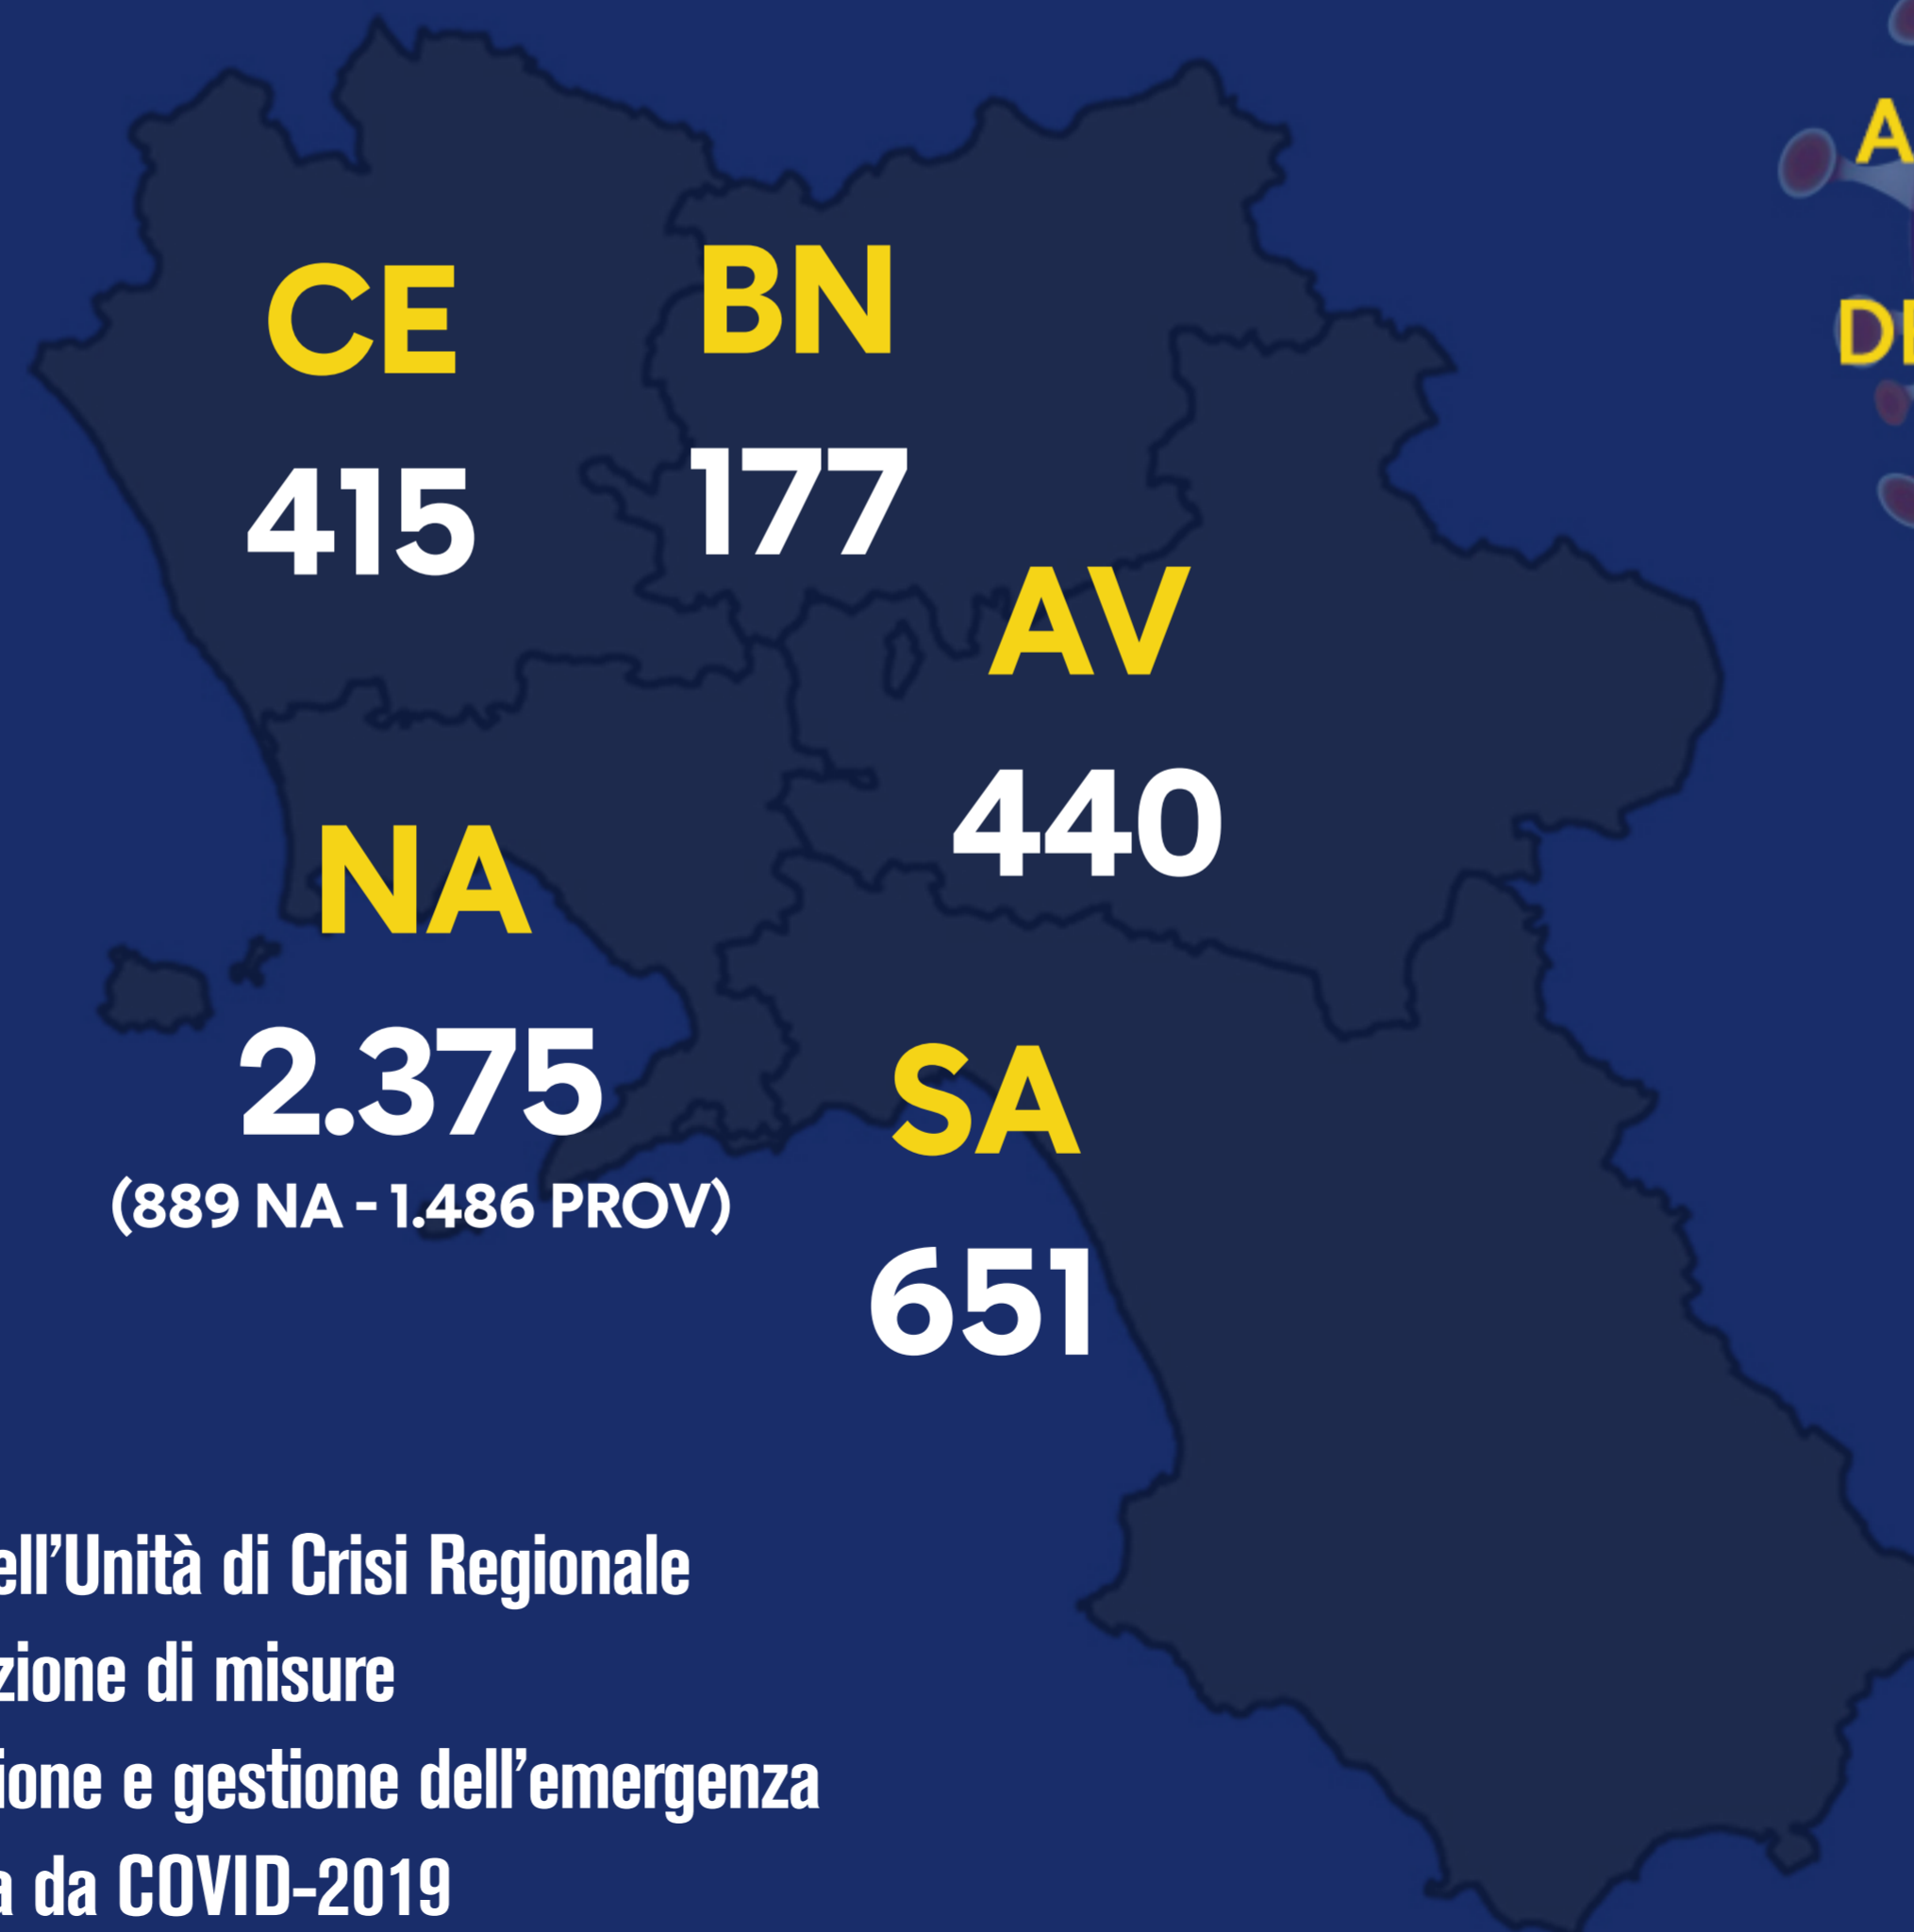 CE
415
BN
177
AV
440
NA
2.375
(889 NA - 1.486 PROV)
SA
651
A
DE
ell'Unità di Crisi Regionale
zione di misure
ione e gestione dell'emergenza
a da COVID-2019